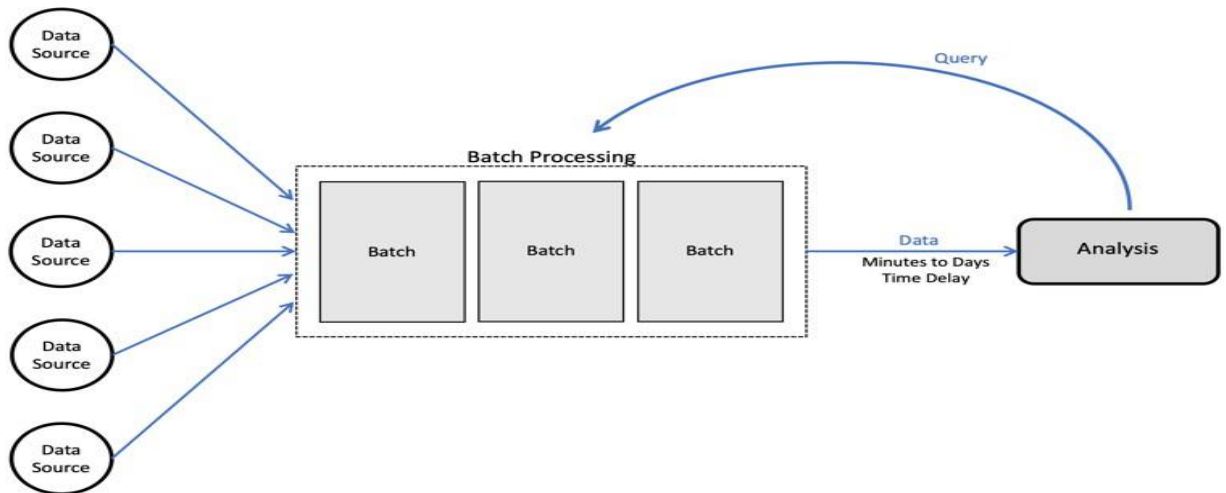 Data
Source
Data
Source
Data
Source
Data
Source
Data
Source
Query
Batch Processing
Batch
Batch
Batch
Data
Minutes to Days
Time Delay
Analysis